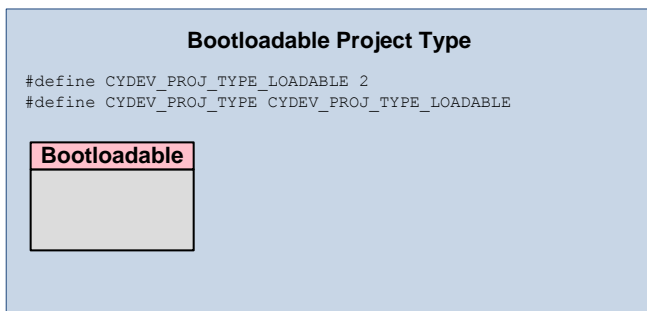 Bootloadable Project Type
#define CYDEV_PROJ_TYPE_LOADABLE 2
#define CYDEV_PROJ_TYPE CYDEV_PROJ_TYPE_LOADABLE
Bootloadable